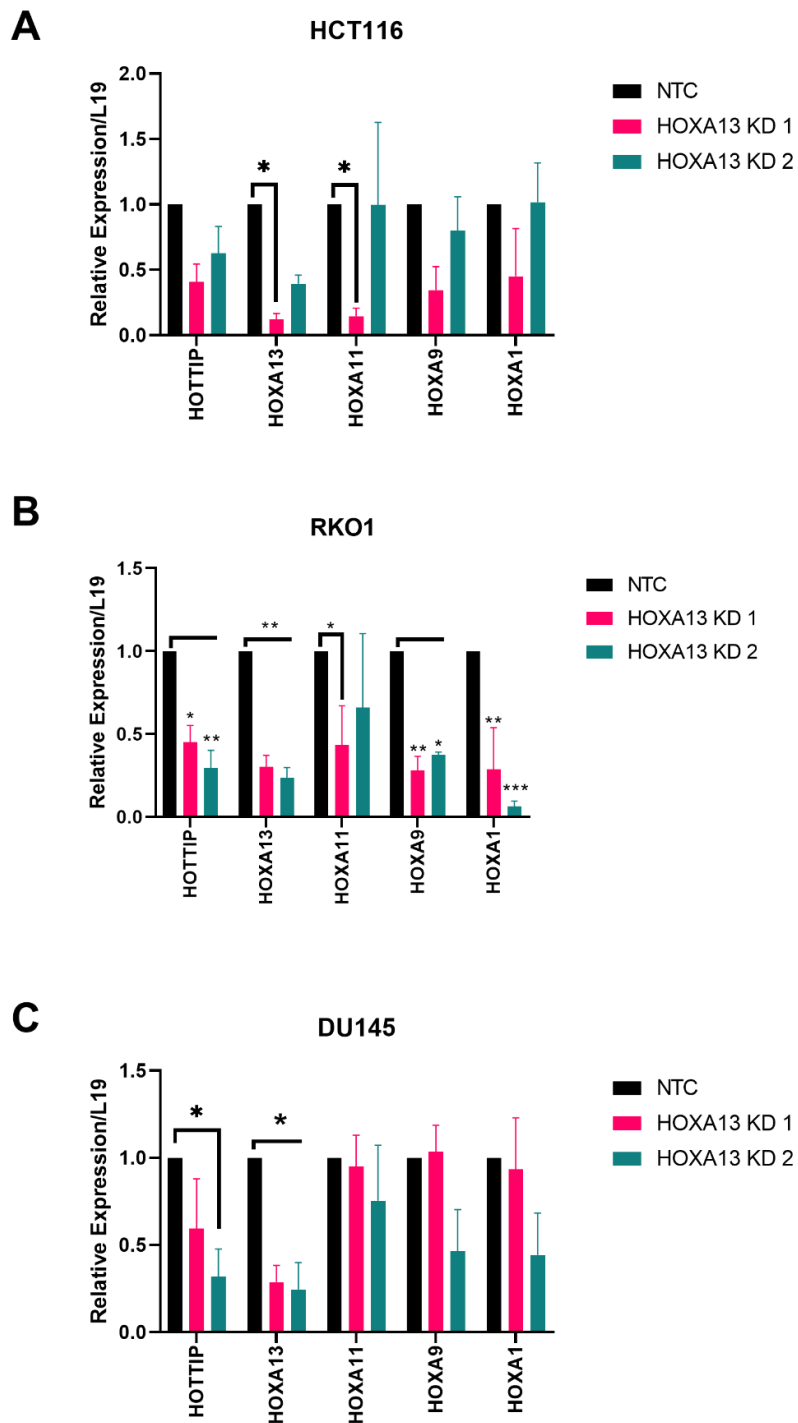 A
HCT116
Relative Expression/L19
2.0
1.5
1.0
0.5
0.0
*
*
HOTTIP
HOXA13
HOXA11
HOXA9
HOXA1
NTC
HOXA13 KD 1
HOXA13 KD 2
B
RKO1
Relative Expression/L19
1.5
1.0
0.5
0.0
*
**
**
*
**
*
**
***
HOTTIP
HOXA13
HOXA11
HOXA9
HOXA1
NTC
HOXA13 KD 1
HOXA13 KD 2
C
DU145
Relative Expression/L19
1.5
1.0
0.5
0.0
*
*
HOTTIP
HOXA13
HOXA11
HOXA9
HOXA1
NTC
HOXA13 KD 1
HOXA13 KD 2